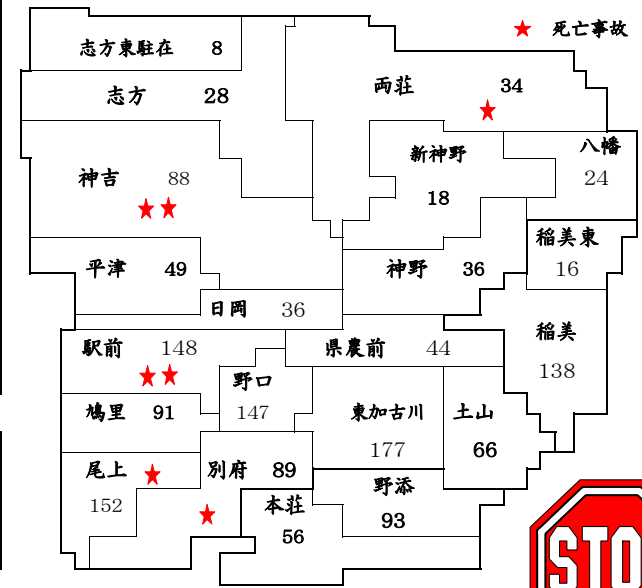 ★ 死亡事故
志方東駐在 8
志方 28
両荘 34
新神野
18
八幡
24
神吉 88
稲美東
16
平津 49
神野 36
日岡 36
稲美
138
駅前 148
県農前 44
野口
147
鳩里 91
東加古川
177
土山
66
尾上
152
別府 89
野添
93
本荘
56
STO